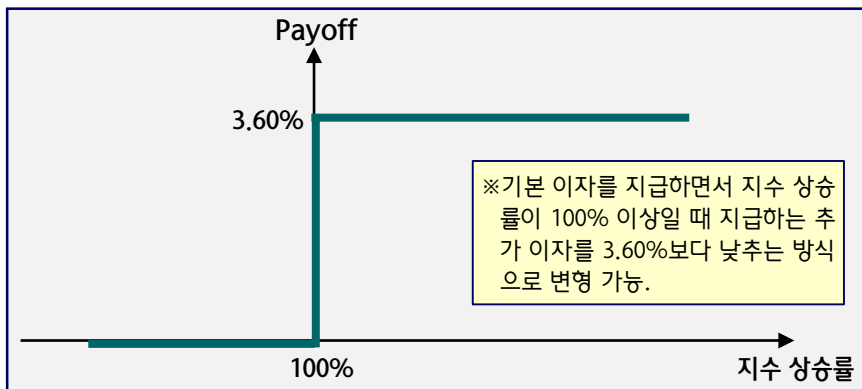 Payoff
3.60%
※기본 이자를 지급하면서 지수 상승
률이 100% 이상일 때 지급하는 추
가 이자를 3.60%보다 낮추는 방식
으로 변형 가능.
100%
지수 상승률